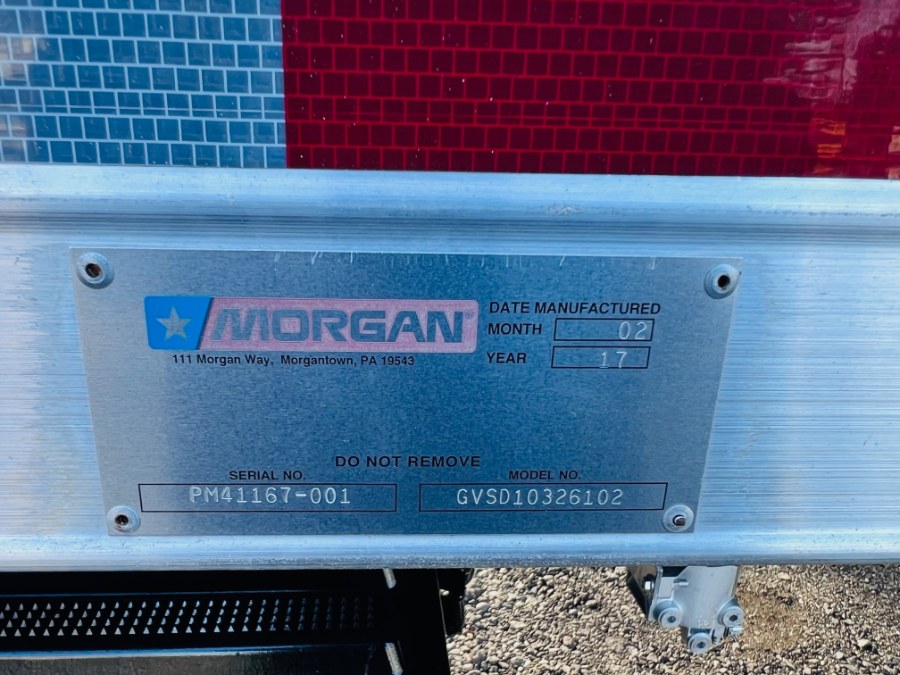 MORGAN®
111 Morgan Way, Morgantown, PA 19543
DATE MANUFACTURED
MONTH 02
YEAR 17
DO NOT REMOVE
SERIAL NO.
PM41167-001
MODEL NO.
GVSD10326102